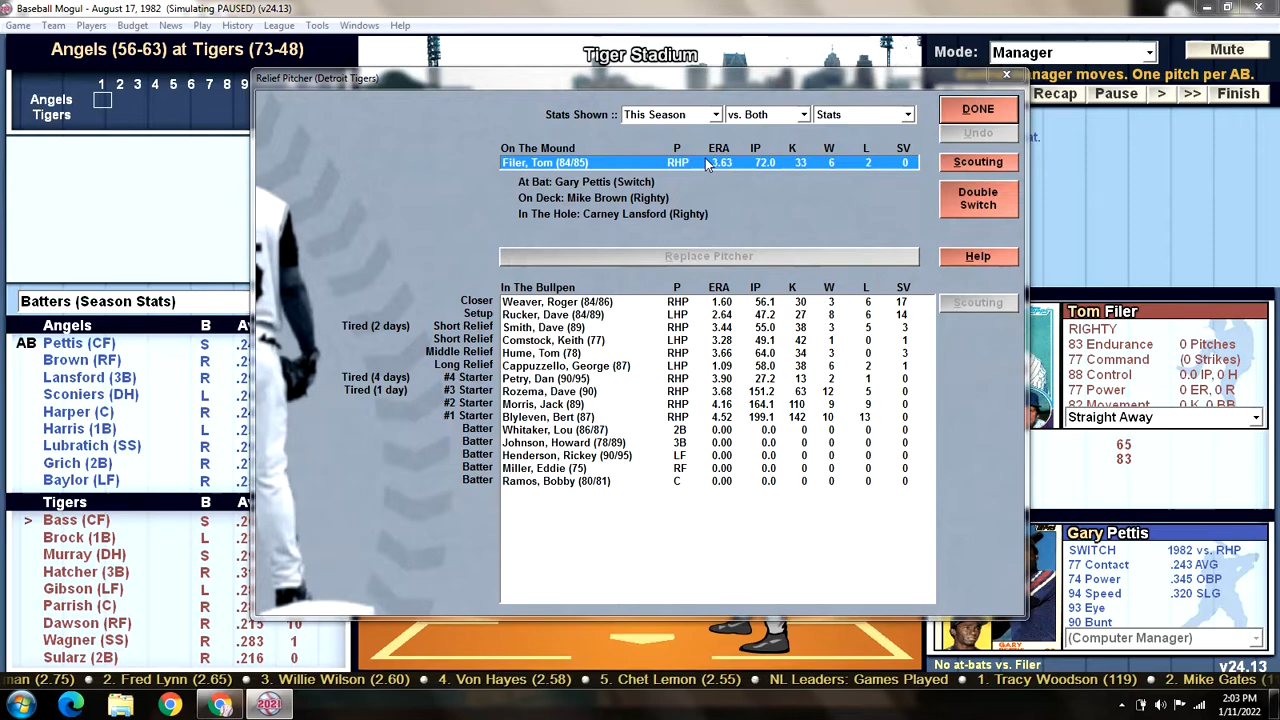 Baseball Mogul - August 17, 1982 (Simulating PAUSED) (v24.13)
Game Team Players Budget News Play History League Tools Windows Help
Angels (56-63) at Tigers (73-48)
Tiger Stadium
Mode: Manager Mute
manager moves. One pitch per AB.
1 2 3 4 5 6 7 8 9
Angels
Tigers
Recap Pause > >> Finish
Relief Pitcher (Detroit Tigers)
Stats Shown :: This Season vs. Both Stats DONE
Undo
On The Mound P ERA IP K W L SV
Filer, Tom (84/85) RHP 3.63 72.0 33 6 2 0 Scouting
At Bat: Gary Pettis (Switch)
On Deck: Mike Brown (Righty)
In The Hole: Carney Lansford (Righty)
Double Switch
Replace Pitcher Help
In The Bullpen P ERA IP K W L SV
Closer Weaver, Roger (84/86) RHP 1.60 56.1 30 3 6 17 Scouting
Setup Rucker, Dave (84/89) LHP 2.64 47.2 27 8 6 14
Tired (2 days) Short Relief Smith, Dave (89) RHP 3.44 55.0 38 5 3 3
Short Relief Comstock, Keith (77) LHP 3.28 49.1 42 1 0 1
Middle Relief Hume, Tom (78) RHP 3.66 64.0 34 3 0 3
Long Relief Cappuzzello, George (87) LHP 1.09 58.0 38 6 2 1
Tired (4 days) #4 Starter Petry, Dan (90/95) RHP 3.90 27.2 13 2 1 0
Tired (1 day) #3 Starter Rozema, Dave (90) RHP 3.68 151.2 63 12 5 0
#2 Starter Morris, Jack (89) RHP 4.16 164.1 110 9 9 0
#1 Starter Blyleven, Bert (87) RHP 4.52 199.1 142 10 13 0
Batter Whitaker, Lou (86/87) 2B 0.00 0.0 0 0 0 0
Batter Johnson, Howard (78/89) 3B 0.00 0.0 0 0 0 0
Batter Henderson, Rickey (90/95) LF 0.00 0.0 0 0 0 0
Batter Miller, Eddie (75) RF 0.00 0.0 0 0 0 0
Batter Ramos, Bobby (80/81) C 0.00 0.0 0 0 0 0
Batters (Season Stats)
Angels B
AB Pettis (CF) S
Brown (RF) R
Lansford (3B) R
Sconiers (DH) L
Harper (C) R
Harris (1B) L
Lubratich (SS) R
Grich (2B) R
Baylor (LF) R
Tigers B
> Bass (CF) S
Brock (1B) L
Murray (DH) S
Hatcher (3B) R
Gibson (LF) L
Parrish (C) R
Dawson (RF) R .215 10
Wagner (SS) R .283 1
Sularz (2B) R .216 0
Tom Filer
RIGHTY
83 Endurance 0 Pitches
77 Command (0 Strikes)
88 Control 0.0 IP, 0 H
77 Power 0 ER, 0 R
82 Movement 0 K, 0 BB
Straight Away
65
83
Gary Pettis
SWITCH 1982 vs. RHP
77 Contact .243 AVG
74 Power .345 OBP
94 Speed .320 SLG
93 Eye
90 Bunt
(Computer Manager)
No at-bats vs. Filer v24.13
man (2.75) 2. Fred Lynn (2.65) 3. Willie Wilson (2.60) 4. Von Hayes (2.58) 5. Chet Lemon (2.55) NL Leaders: Games Played 1. Tracy Woodson (119) 2. Mike Gates
2021
2:03 PM
1/11/2022